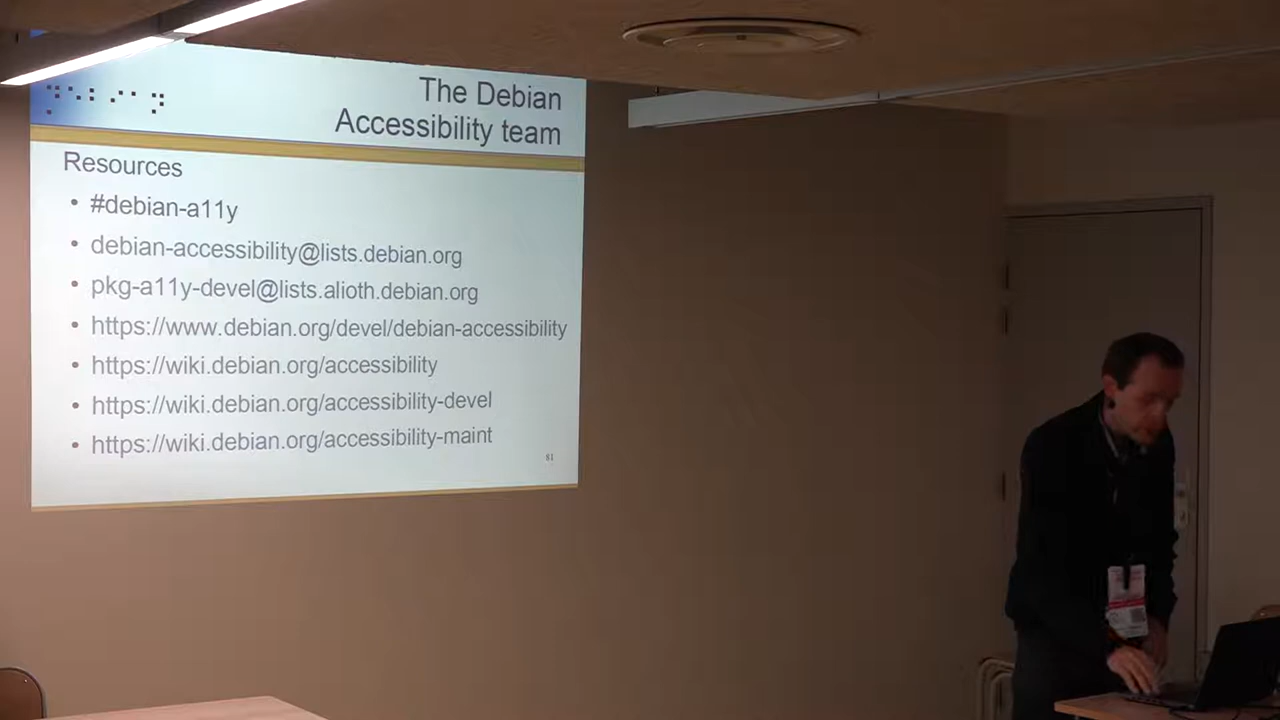 The Debian
Accessibility team
Resources
• #debian-a11y
• debian-accessibility@lists.debian.org
• pkg-a11y-devel@lists.alioth.debian.org
• https://www.debian.org/devel/debian-accessibility
• https://wiki.debian.org/accessibility
• https://wiki.debian.org/accessibility-devel
• https://wiki.debian.org/accessibility-maint